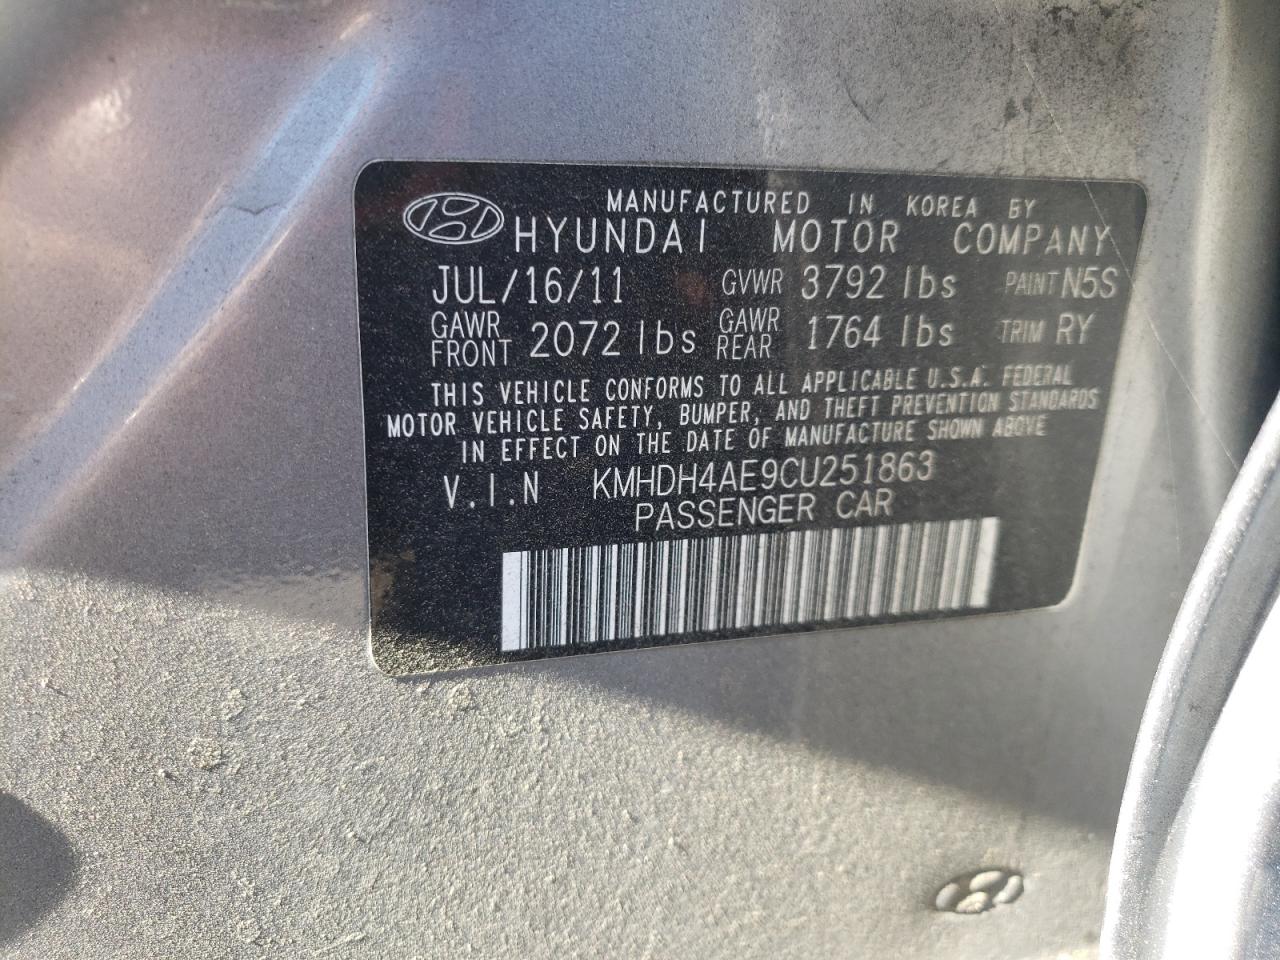 MANUFACTURED IN KOREA BY
HYUNDAI MOTOR COMPANY
JUL/16/11 GVWR 3792 lbs PAINT N5S
GAWR FRONT 2072 lbs GAWR REAR 1764 lbs TRIM RY
THIS VEHICLE CONFORMS TO ALL APPLICABLE U.S.A. FEDERAL
MOTOR VEHICLE SAFETY, BUMPER, AND THEFT PREVENTION STANDARDS
IN EFFECT ON THE DATE OF MANUFACTURE SHOWN ABOVE
V.I.N KMHDH4AE9CU251863
PASSENGER CAR